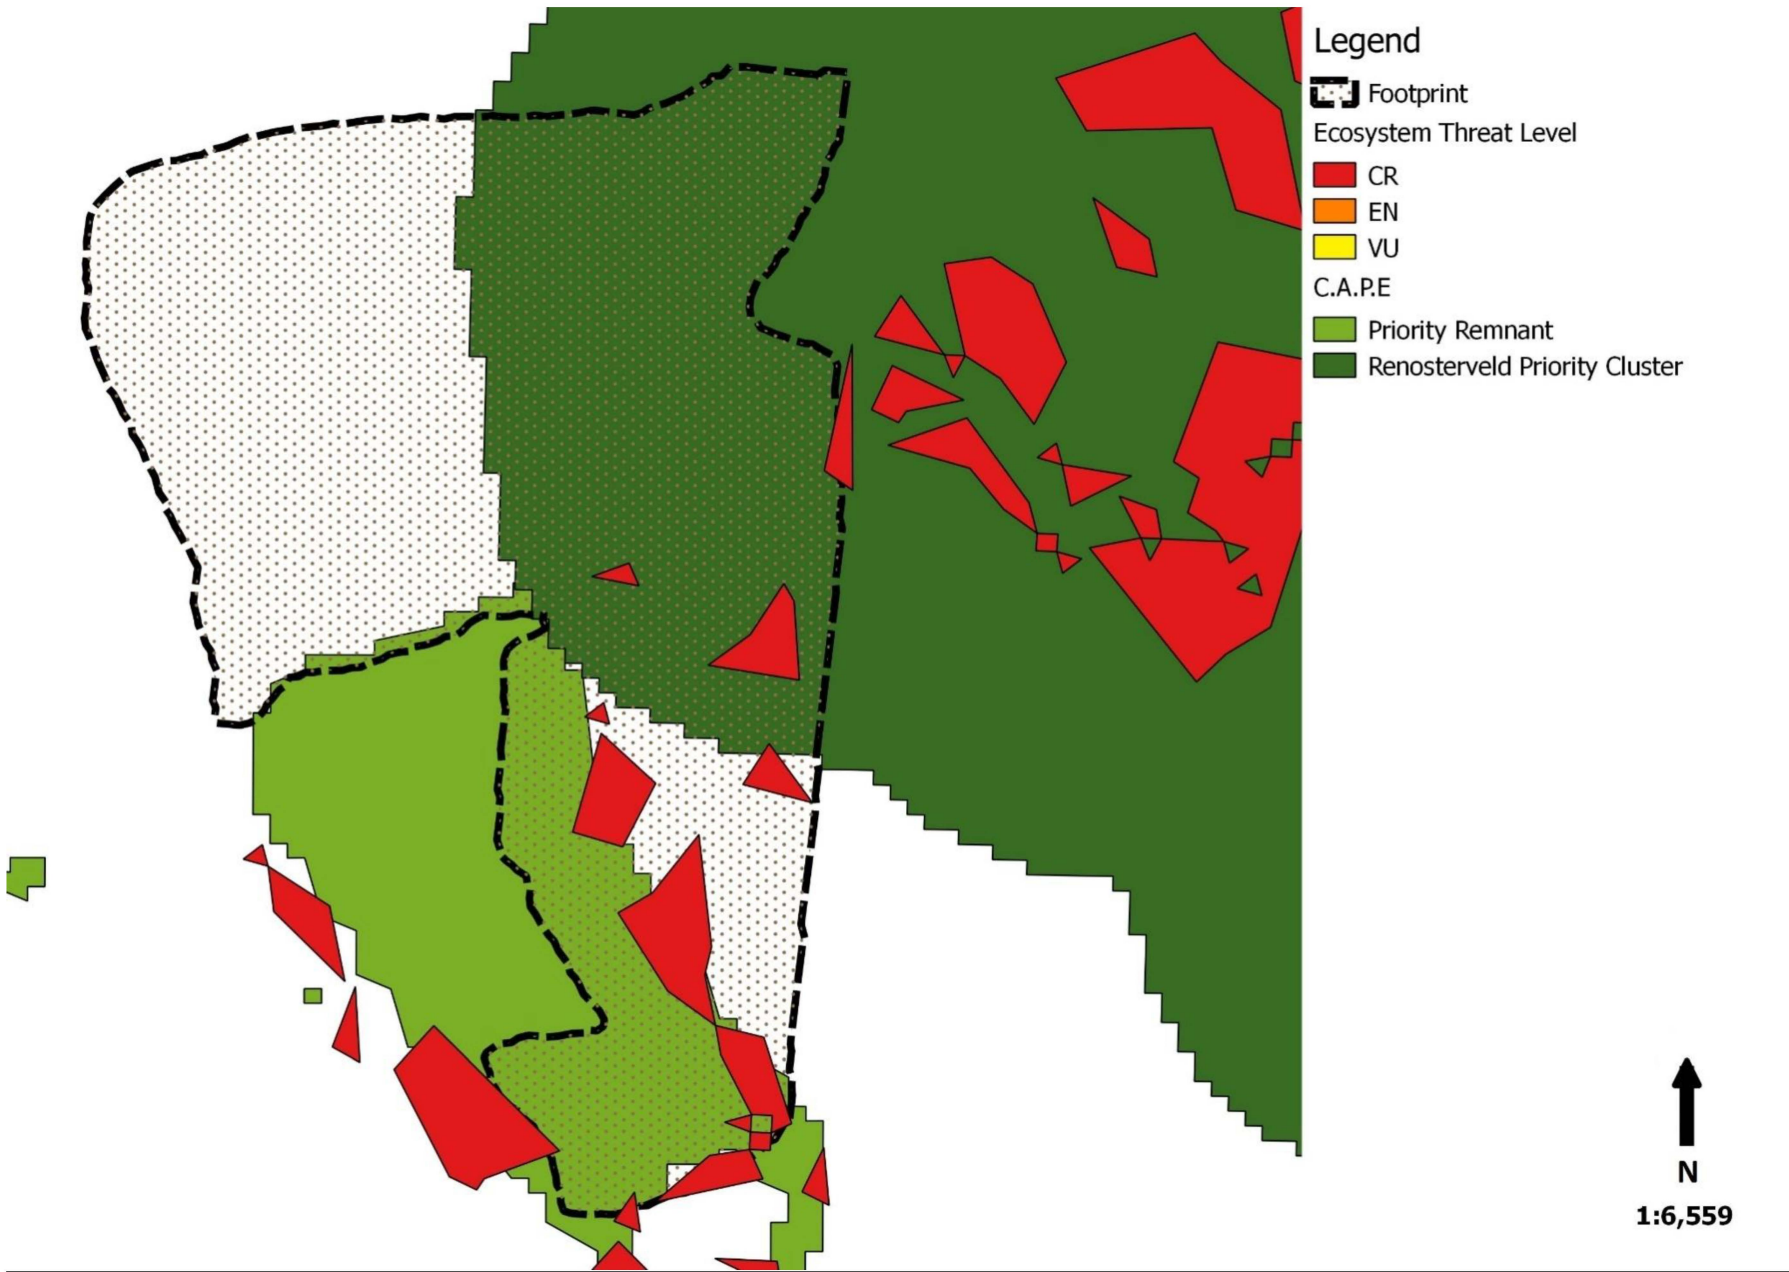 Legend
Footprint
Ecosystem Threat Level
CR
EN
VU
C.A.P.E
Priority Remnant
Renosterveld Priority Cluster
N
1:6,559